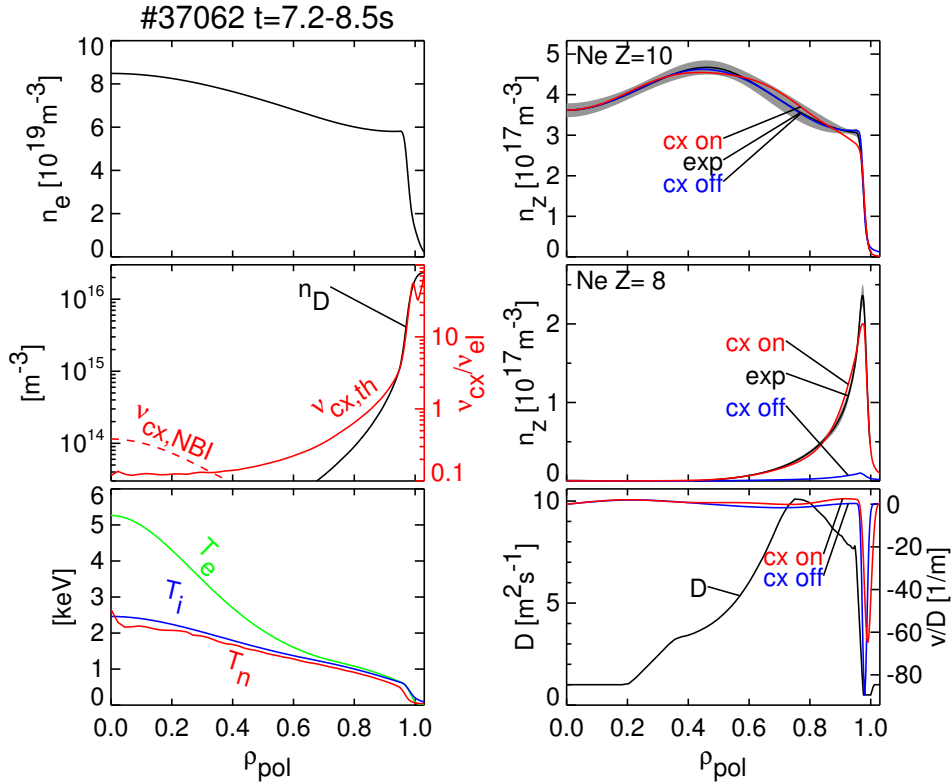 #37062 t=7.2-8.5s
10
8
6
4
2
0
n_e [10^19 m^-3]
Ne Z=10
5
4
3
2
1
0
n_z [10^17 m^-3]
cx on
exp
cx off
10^16
10^15
10^14
[m^-3]
n_D
ν_cx,th
ν_cx,NBI
10
1
0.1
ν_cx/ν_el
Ne Z= 8
2
1
0
n_z [10^17 m^-3]
cx on
exp
cx off
6
5
4
3
2
1
0
[keV]
T_e
T_i
T_n
0.0 0.2 0.4 0.6 0.8 1.0
ρ_pol
10
8
6
4
2
0
D [m^2 s^-1]
D
cx on
cx off
0
-20
-40
-60
-80
v/D [1/m]
0.0 0.2 0.4 0.6 0.8 1.0
ρ_pol